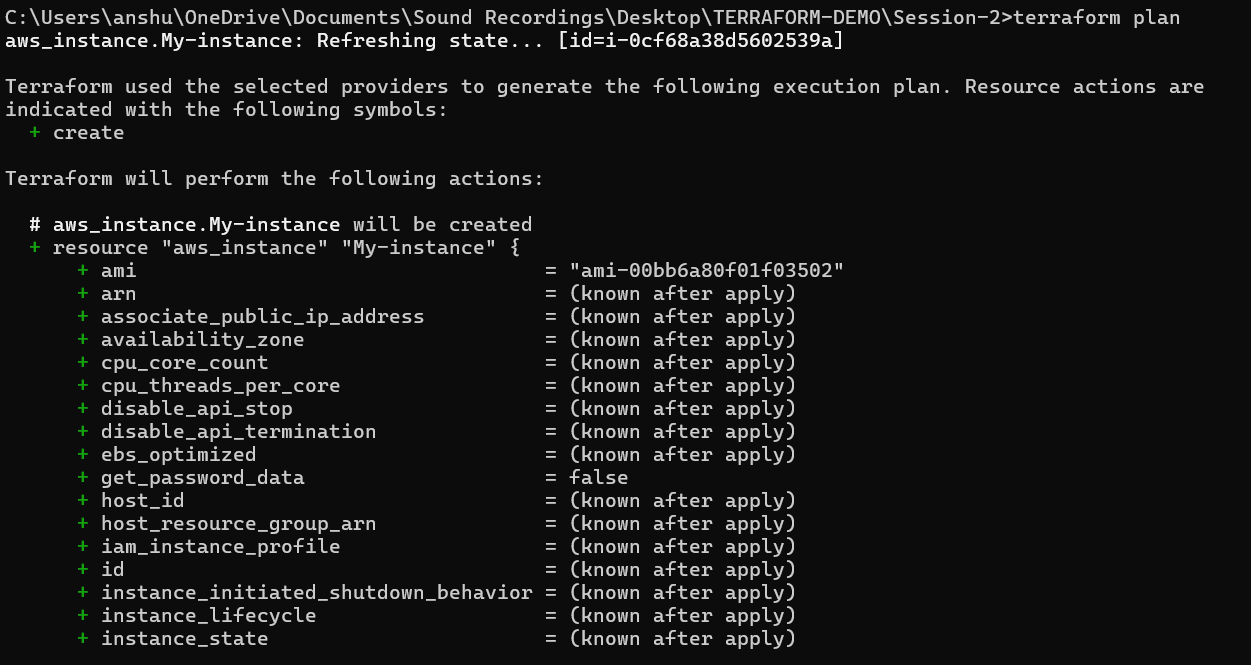 C:\Users\anshu\OneDrive\Documents\Sound Recordings\Desktop\TERRAFORM-DEMO\Session-2>terraform plan
aws_instance.My-instance: Refreshing state... [id=i-0cf68a38d5602539a]
Terraform used the selected providers to generate the following execution plan. Resource actions are
indicated with the following symbols:
  + create
Terraform will perform the following actions:
  # aws_instance.My-instance will be created
  + resource "aws_instance" "My-instance" {
      + ami                                  = "ami-00bb6a80f01f03502"
      + arn                                  = (known after apply)
      + associate_public_ip_address          = (known after apply)
      + availability_zone                    = (known after apply)
      + cpu_core_count                       = (known after apply)
      + cpu_threads_per_core                 = (known after apply)
      + disable_api_stop                     = (known after apply)
      + disable_api_termination              = (known after apply)
      + ebs_optimized                        = (known after apply)
      + get_password_data                    = false
      + host_id                              = (known after apply)
      + host_resource_group_arn              = (known after apply)
      + iam_instance_profile                 = (known after apply)
      + id                                   = (known after apply)
      + instance_initiated_shutdown_behavior = (known after apply)
      + instance_lifecycle                   = (known after apply)
      + instance_state                       = (known after apply)